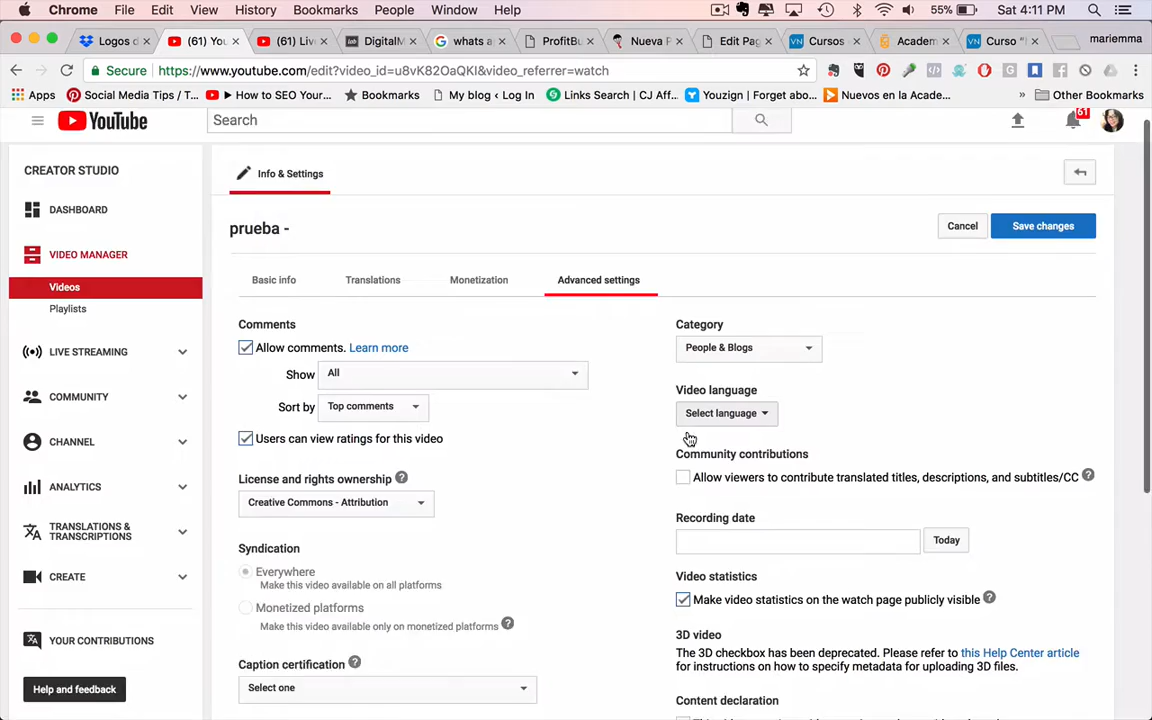 Chrome File Edit View History Bookmarks People Window Help 55% Sat 4:11 PM
Logos d (61) Yo (61) Liv DigitalM whats a ProfitBu Nueva P Edit Pag Cursos Academ Curso "I mariemma
Secure https://www.youtube.com/edit?video_id=u8vK82OaQKI&video_referrer=watch
Apps Social Media Tips / T... ► How to SEO Your... Bookmarks My blog ‹ Log In Links Search | CJ Aff... Youzign | Forget abo... Nuevos en la Acade... » Other Bookmarks
YouTube Search 61
CREATOR STUDIO
DASHBOARD
VIDEO MANAGER
Videos
Playlists
LIVE STREAMING
COMMUNITY
CHANNEL
ANALYTICS
TRANSLATIONS &
TRANSCRIPTIONS
CREATE
YOUR CONTRIBUTIONS
Help and feedback
Info & Settings
prueba -
Cancel Save changes
Basic info Translations Monetization Advanced settings
Comments
Allow comments. Learn more
Show All
Sort by Top comments
Users can view ratings for this video
License and rights ownership ?
Creative Commons - Attribution
Syndication
Everywhere
Make this video available on all platforms
Monetized platforms
Make this video available only on monetized platforms ?
Caption certification ?
Select one
Category
People & Blogs
Video language
Select language
Community contributions
Allow viewers to contribute translated titles, descriptions, and subtitles/CC ?
Recording date
Today
Video statistics
Make video statistics on the watch page publicly visible ?
3D video
The 3D checkbox has been deprecated. Please refer to this Help Center article
for instructions on how to specify metadata for uploading 3D files.
Content declaration